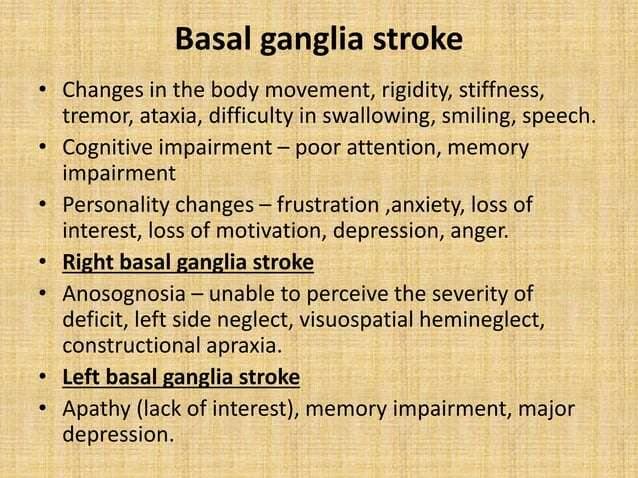 Basal ganglia stroke
• Changes in the body movement, rigidity, stiffness,
tremor, ataxia, difficulty in swallowing, smiling, speech.
• Cognitive impairment – poor attention, memory
impairment
• Personality changes – frustration ,anxiety, loss of
interest, loss of motivation, depression, anger.
• Right basal ganglia stroke
• Anosognosia – unable to perceive the severity of
deficit, left side neglect, visuospatial hemineglect,
constructional apraxia.
• Left basal ganglia stroke
• Apathy (lack of interest), memory impairment, major
depression.